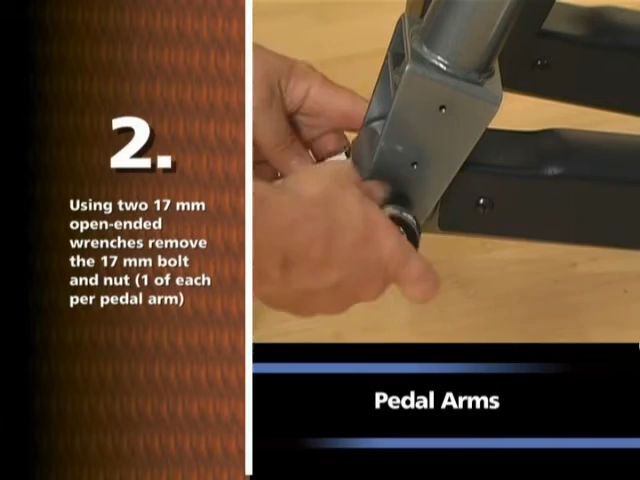 2.
Using two 17 mm
open-ended
wrenches remove
the 17 mm bolt
and nut (1 of each
per pedal arm)
Pedal Arms